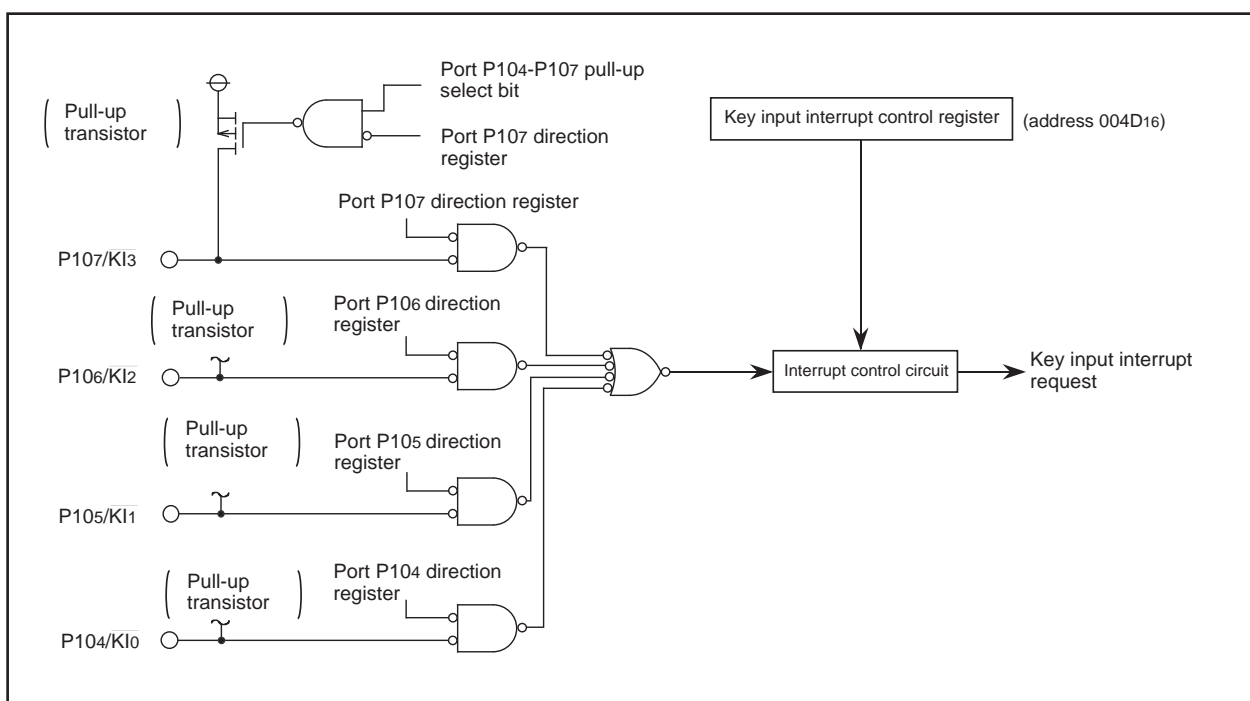 Port P104-P107 pull-up
select bit
( Pull-up
transistor )
Port P107 direction
register
Key input interrupt control register
(address 004D16)
Port P107 direction register
P107/KI3
( Pull-up
transistor )
Port P106 direction
register
P106/KI2
Interrupt control circuit
Key input interrupt
request
( Pull-up
transistor )
Port P105 direction
register
P105/KI1
( Pull-up
transistor )
Port P104 direction
register
P104/KI0